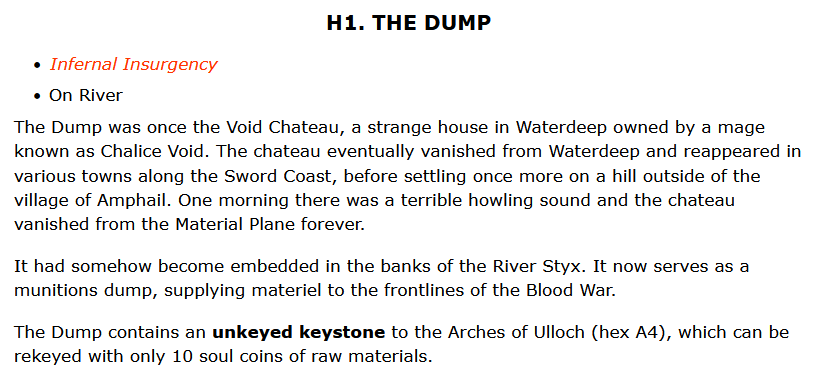 H1. THE DUMP
• Infernal Insurgency
• On River
The Dump was once the Void Chateau, a strange house in Waterdeep owned by a mage
known as Chalice Void. The chateau eventually vanished from Waterdeep and reappeared in
various towns along the Sword Coast, before settling once more on a hill outside of the
village of Amphail. One morning there was a terrible howling sound and the chateau
vanished from the Material Plane forever.
It had somehow become embedded in the banks of the River Styx. It now serves as a
munitions dump, supplying materiel to the frontlines of the Blood War.
The Dump contains an unkeyed keystone to the Arches of Ulloch (hex A4), which can be
rekeyed with only 10 soul coins of raw materials.